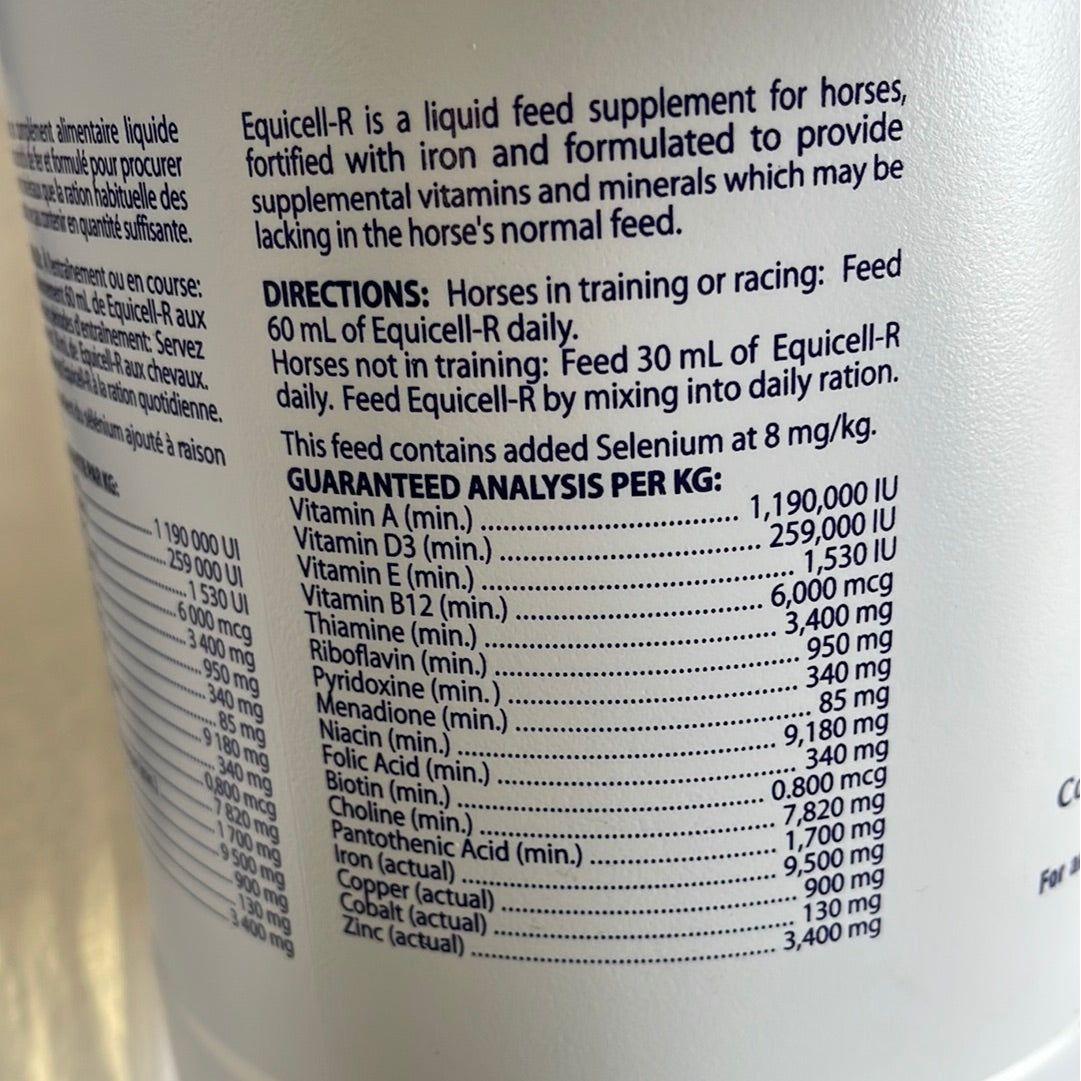 alimentaire liquide
et formulé pour procurer
que la ration habituelle des
contenir en quantité suffisante.
entraînement ou en course:
60 mL de Equicell-R aux
d'entraînement: Servez
de Equicell-R aux chevaux.
à la ration quotidienne.
sélénium ajouté à raison
PAR KG:
1 190 000 UI
259 000 UI
1 530 UI
6 000 mcg
3 400 mg
950 mg
340 mg
85 mg
9 180 mg
340 mg
0,800 mcg
7 820 mg
1 700 mg
9 500 mg
900 mg
130 mg
3 400 mg
Equicell-R is a liquid feed supplement for horses,
fortified with iron and formulated to provide
supplemental vitamins and minerals which may be
lacking in the horse's normal feed.
DIRECTIONS: Horses in training or racing: Feed
60 mL of Equicell-R daily.
Horses not in training: Feed 30 mL of Equicell-R
daily. Feed Equicell-R by mixing into daily ration.
This feed contains added Selenium at 8 mg/kg.
GUARANTEED ANALYSIS PER KG:
Vitamin A (min.) ........ 1,190,000 IU
Vitamin D3 (min.) ........ 259,000 IU
Vitamin E (min.) ........ 1,530 IU
Vitamin B12 (min.) ........ 6,000 mcg
Thiamine (min.) ........ 3,400 mg
Riboflavin (min.) ........ 950 mg
Pyridoxine (min.) ........ 340 mg
Menadione (min.) ........ 85 mg
Niacin (min.) ........ 9,180 mg
Folic Acid (min.) ........ 340 mg
Biotin (min.) ........ 0.800 mcg
Choline (min.) ........ 7,820 mg
Pantothenic Acid (min.) ........ 1,700 mg
Iron (actual) ........ 9,500 mg
Copper (actual) ........ 900 mg
Cobalt (actual) ........ 130 mg
Zinc (actual) ........ 3,400 mg
For